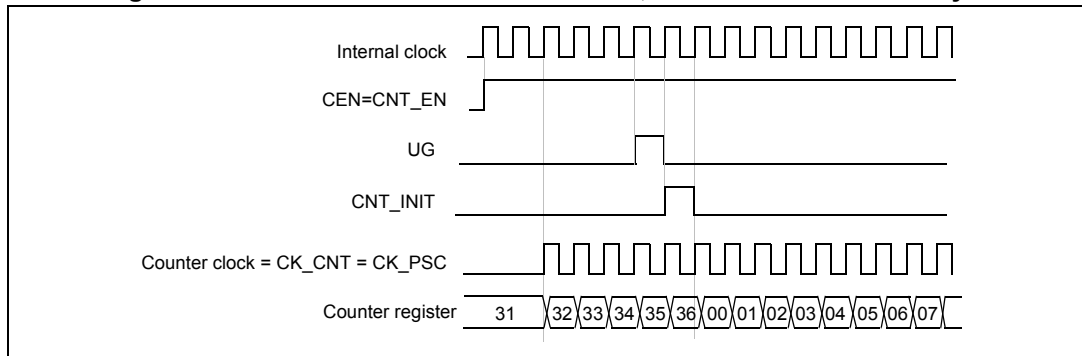 Internal clock
CEN=CNT_EN
UG
CNT_INIT
Counter clock = CK_CNT = CK_PSC
Counter register 31 32 33 34 35 36 00 01 02 03 04 05 06 07